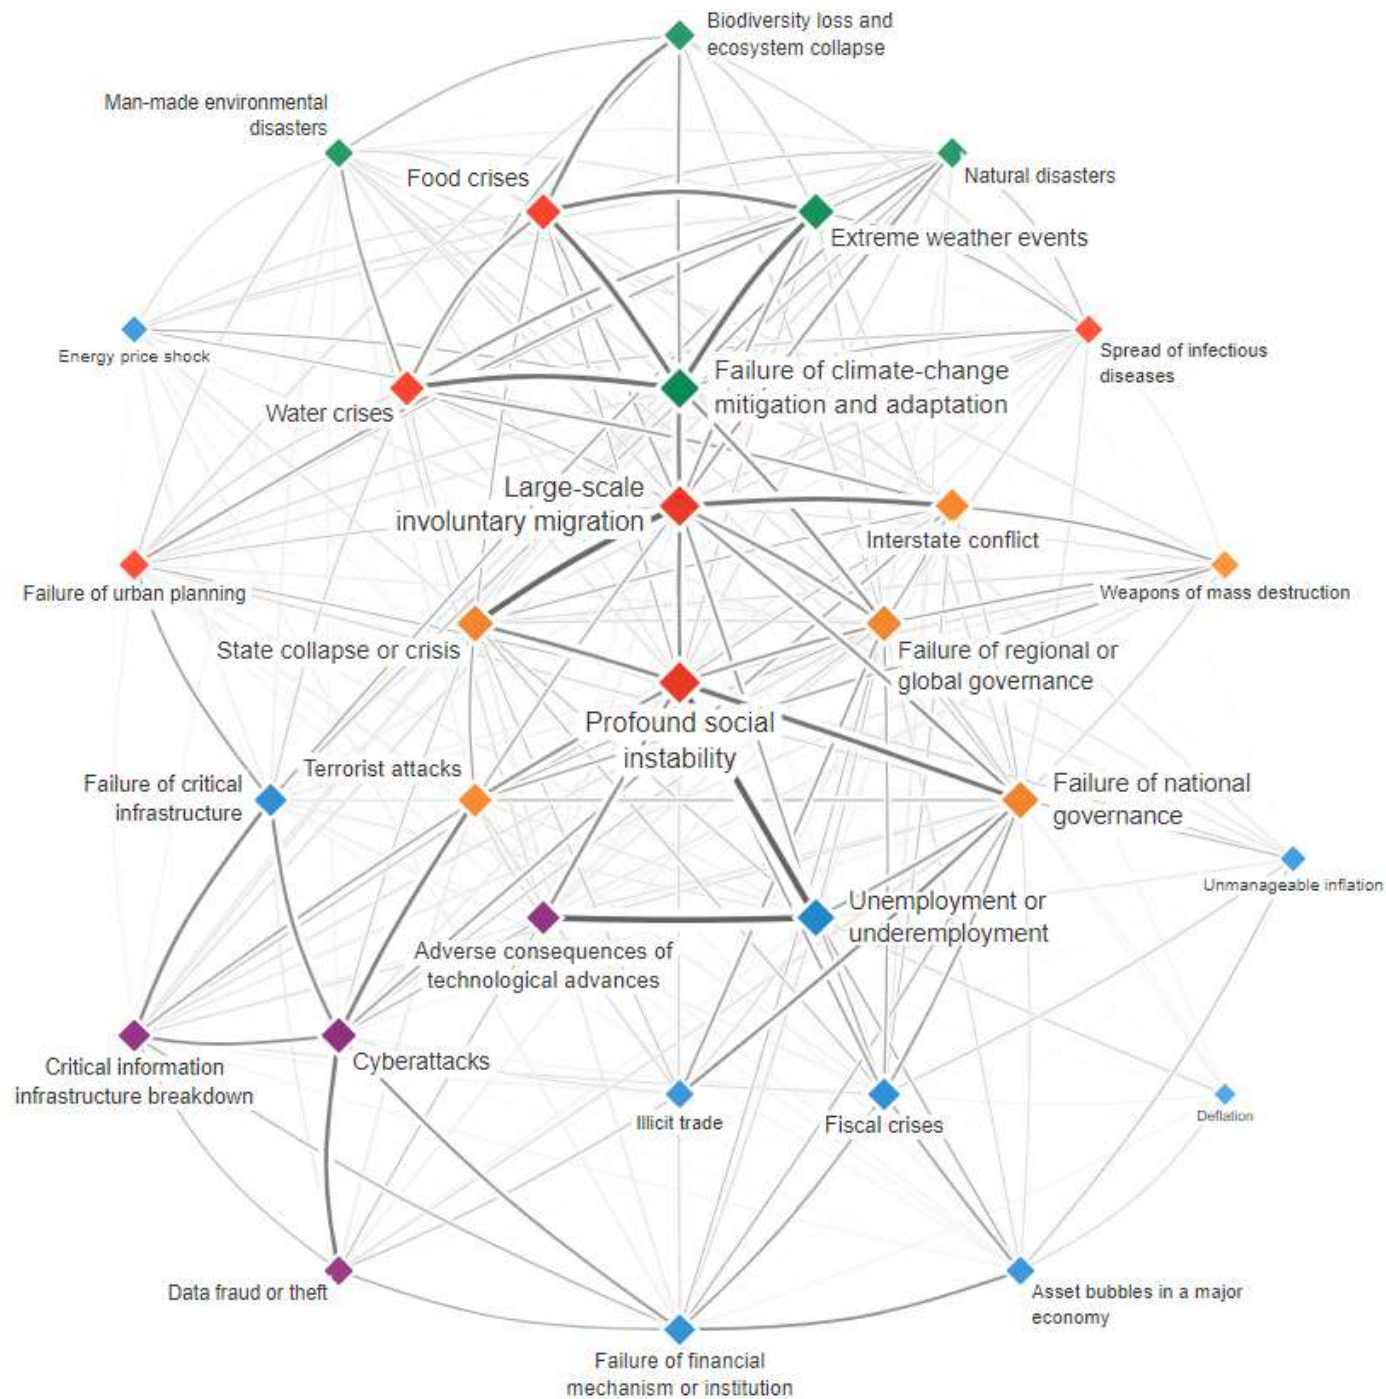 Biodiversity loss and
ecosystem collapse
Man-made environmental
disasters
Food crises
Natural disasters
Extreme weather events
Energy price shock
Spread of infectious
diseases
Failure of climate-change
mitigation and adaptation
Water crises
Large-scale
involuntary migration
Interstate conflict
Failure of urban planning
Weapons of mass destruction
State collapse or crisis
Failure of regional or
global governance
Profound social
instability
Terrorist attacks
Failure of critical
infrastructure
Failure of national
governance
Unmanageable inflation
Unemployment or
underemployment
Adverse consequences of
technological advances
Critical information
infrastructure breakdown
Cyberattacks
Illicit trade
Fiscal crises
Deflation
Data fraud or theft
Asset bubbles in a major
economy
Failure of financial
mechanism or institution